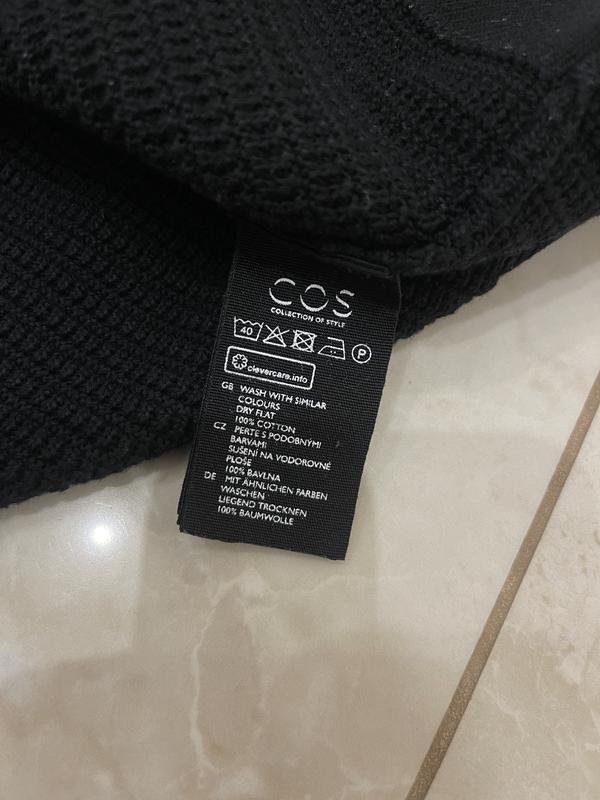 COS
COLLECTION OF STYLE
40 P
clevercare.info
GB WASH WITH SIMILAR
COLOURS
DRY FLAT
100% COTTON
CZ PERTE S PODOBNÝMI
BARVAMI
SUŠENÍ NA VODOROVNÉ
PLOŠE
100% BAVLNA
DE MIT ÄHNLICHEN FARBEN
WASCHEN
LIEGEND TROCKNEN
100% BAUMWOLLE